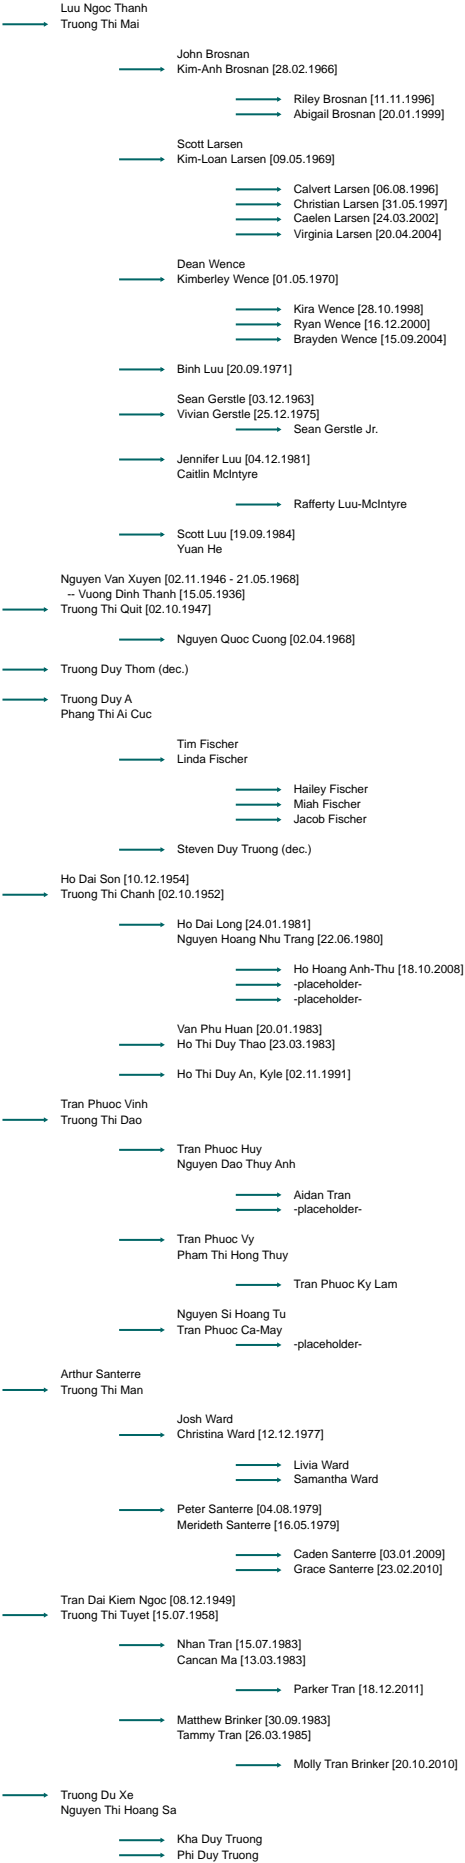 Luu Ngoc Thanh
Truong Thi Mai
John Brosnan
Kim-Anh Brosnan [28.02.1966]
Riley Brosnan [11.11.1996]
Abigail Brosnan [20.01.1999]
Scott Larsen
Kim-Loan Larsen [09.05.1969]
Calvert Larsen [06.08.1996]
Christian Larsen [31.05.1997]
Caelen Larsen [24.03.2002]
Virginia Larsen [20.04.2004]
Dean Wence
Kimberley Wence [01.05.1970]
Kira Wence [28.10.1998]
Ryan Wence [16.12.2000]
Brayden Wence [15.09.2004]
Binh Luu [20.09.1971]
Sean Gerstle [03.12.1963]
Vivian Gerstle [25.12.1975]
Sean Gerstle Jr.
Jennifer Luu [04.12.1981]
Caitlin McIntyre
Rafferty Luu-McIntyre
Scott Luu [19.09.1984]
Yuan He
Nguyen Van Xuyen [02.11.1946 - 21.05.1968]
-- Vuong Dinh Thanh [15.05.1936]
Truong Thi Quit [02.10.1947]
Nguyen Quoc Cuong [02.04.1968]
Truong Duy Thom (dec.)
Truong Duy A
Phang Thi Ai Cuc
Tim Fischer
Linda Fischer
Hailey Fischer
Miah Fischer
Jacob Fischer
Steven Duy Truong (dec.)
Ho Dai Son [10.12.1954]
Truong Thi Chanh [02.10.1952]
Ho Dai Long [24.01.1981]
Nguyen Hoang Nhu Trang [22.06.1980]
Ho Hoang Anh-Thu [18.10.2008]
-placeholder-
-placeholder-
Van Phu Huan [20.01.1983]
Ho Thi Duy Thao [23.03.1983]
Ho Thi Duy An, Kyle [02.11.1991]
Tran Phuoc Vinh
Truong Thi Dao
Tran Phuoc Huy
Nguyen Dao Thuy Anh
Aidan Tran
-placeholder-
Tran Phuoc Vy
Pham Thi Hong Thuy
Tran Phuoc Ky Lam
Nguyen Si Hoang Tu
Tran Phuoc Ca-May
-placeholder-
Arthur Santerre
Truong Thi Man
Josh Ward
Christina Ward [12.12.1977]
Livia Ward
Samantha Ward
Peter Santerre [04.08.1979]
Merideth Santerre [16.05.1979]
Caden Santerre [03.01.2009]
Grace Santerre [23.02.2010]
Tran Dai Kiem Ngoc [08.12.1949]
Truong Thi Tuyet [15.07.1958]
Nhan Tran [15.07.1983]
Cancan Ma [13.03.1983]
Parker Tran [18.12.2011]
Matthew Brinker [30.09.1983]
Tammy Tran [26.03.1985]
Molly Tran Brinker [20.10.2010]
Truong Du Xe
Nguyen Thi Hoang Sa
Kha Duy Truong
Phi Duy Truong